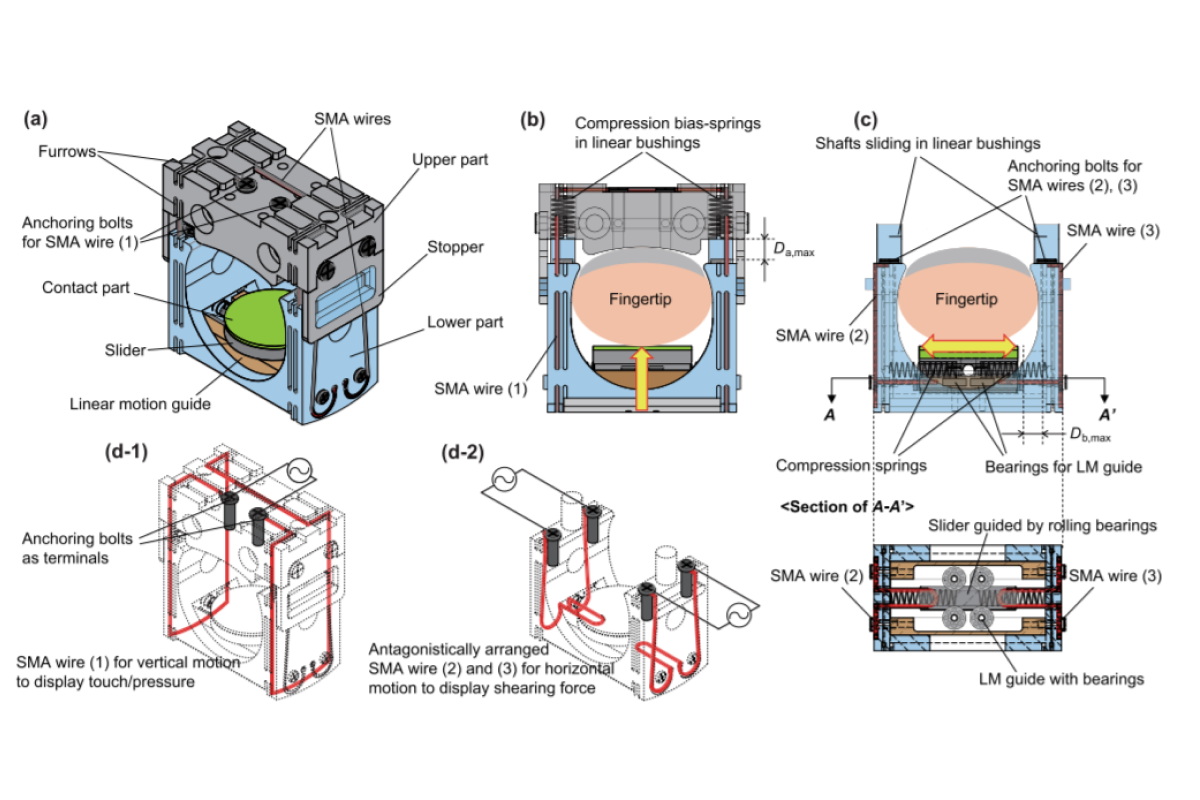 (a)
SMA wires
Furrows
Upper part
Anchoring bolts
for SMA wire (1)
Stopper
Contact part
Lower part
Slider
Linear motion guide
(b)
Compression bias-springs
in linear bushings
Da,max
Fingertip
SMA wire (1)
(c)
Shafts sliding in linear bushings
Anchoring bolts for
SMA wires (2), (3)
SMA wire (3)
Fingertip
SMA wire (2)
A
A'
Db,max
Compression springs
Bearings for LM guide
<Section of A-A'>
Slider guided by rolling bearings
SMA wire (2)
SMA wire (3)
LM guide with bearings
(d-1)
Anchoring bolts
as terminals
SMA wire (1) for vertical motion
to display touch/pressure
(d-2)
Antagonistically arranged
SMA wire (2) and (3) for horizontal
motion to display shearing force